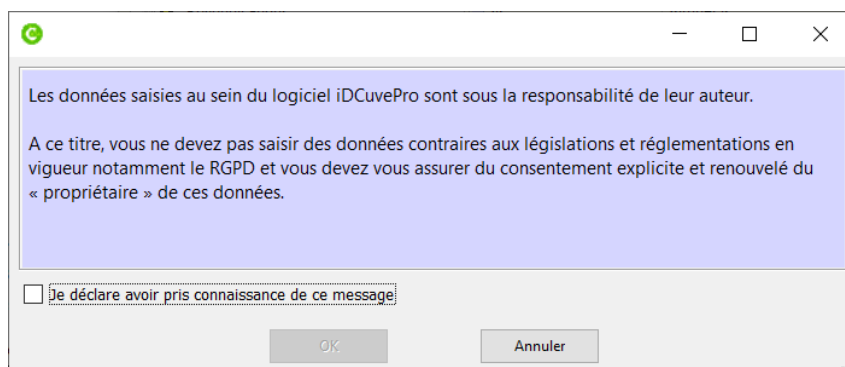 Les données saisies au sein du logiciel iDCuvePro sont sous la responsabilité de leur auteur.
A ce titre, vous ne devez pas saisir des données contraires aux législations et réglementations en
vigueur notamment le RGPD et vous devez vous assurer du consentement explicite et renouvelé du
« propriétaire » de ces données.
Je déclare avoir pris connaissance de ce message
OK
Annuler